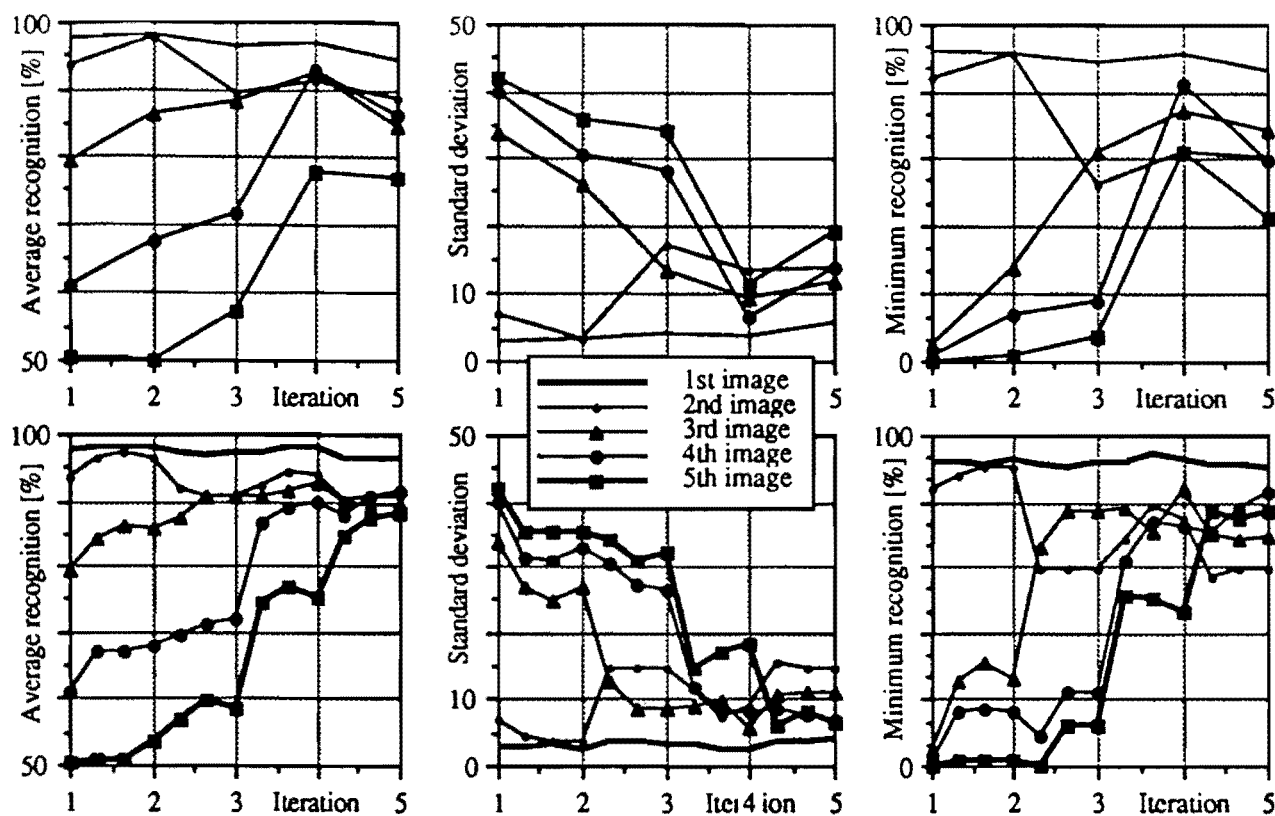 100
Average recognition [%]
50
1 2 3 Iteration 5
50
Standard deviation
10
0
1 5
100
Minimum recognition [%]
0
1 2 3 Iteration 5
1st image
2nd image
3rd image
4th image
5th image
100
Average recognition [%]
50
1 2 3 Iteration 5
50
Standard deviation
10
0
1 2 3 Iter4ion 5
100
Minimum recognition [%]
0
1 2 3 Iteration 5